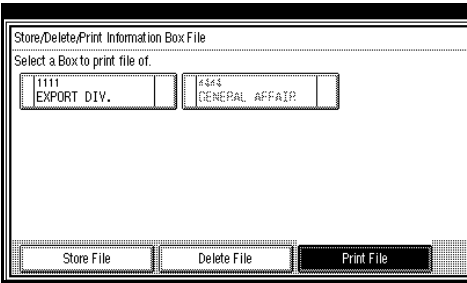 Store/Delete/Print Information Box File
Select a Box to print file of.
1111
EXPORT DIV.
4444
GENERAL AFFAIR
Store File
Delete File
Print File